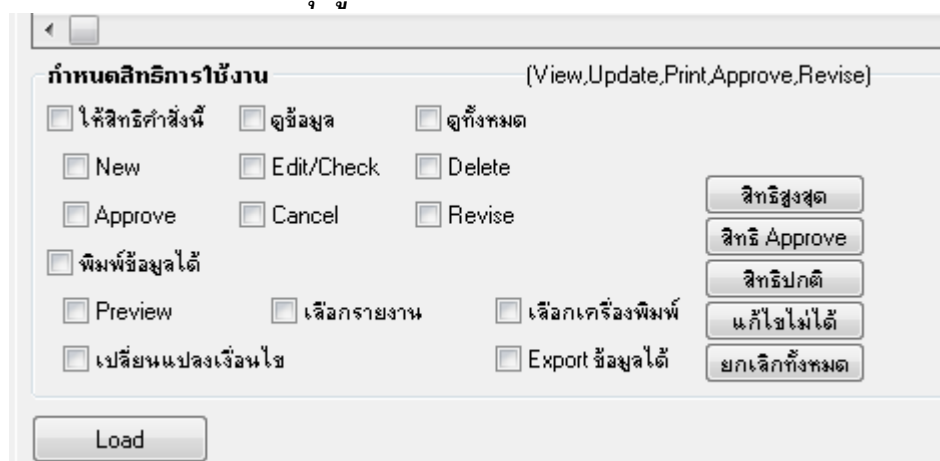 กำหนดสิทธิการใช้งาน (View,Update,Print,Approve,Revise)
ให้สิทธิคำสั่งนี้ ดูข้อมูล ดูทั้งหมด
New Edit/Check Delete
Approve Cancel Revise
พิมพ์ข้อมูลได้
Preview เลือกรายงาน เลือกเครื่องพิมพ์
เปลี่ยนแปลงเงื่อนไข Export ข้อมูลได้
สิทธิสูงสุด
สิทธิ Approve
สิทธิปกติ
แก้ไขไม่ได้
ยกเลิกทั้งหมด
Load